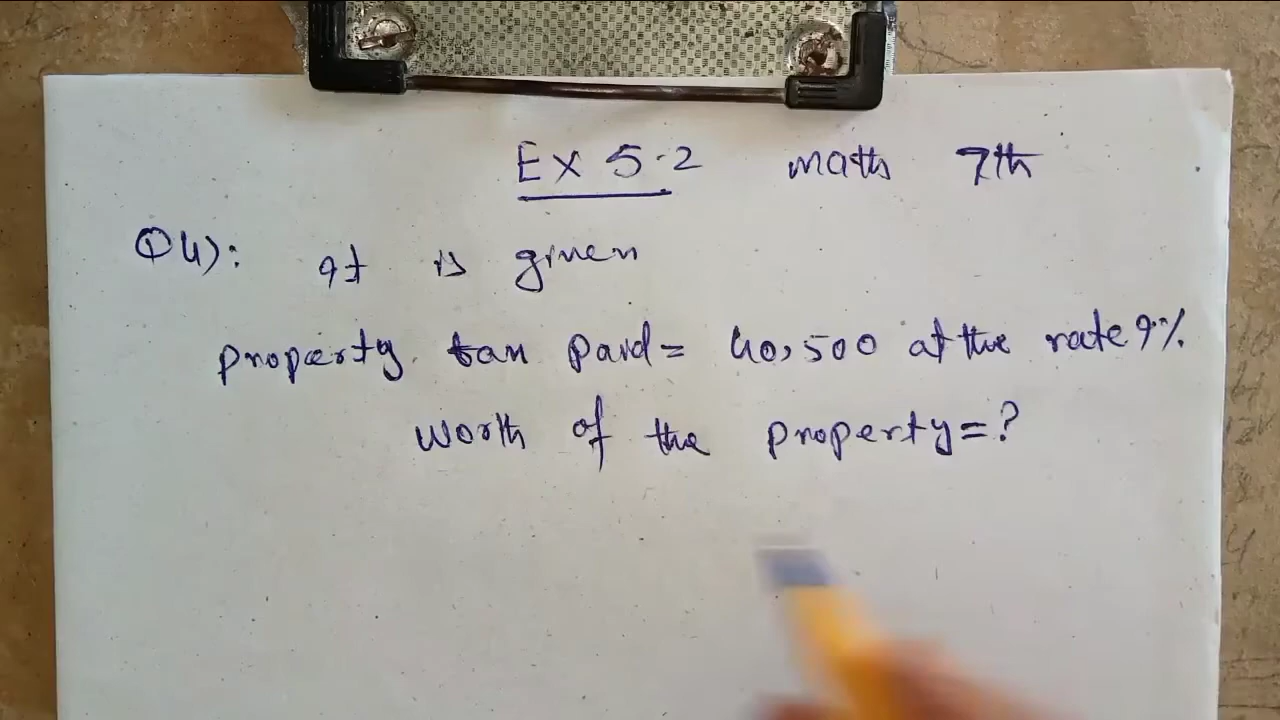 Ex 5.2 math 7th
Q4): It is given
property tax paid = 40,500 at the rate 9%.
worth of the property = ?